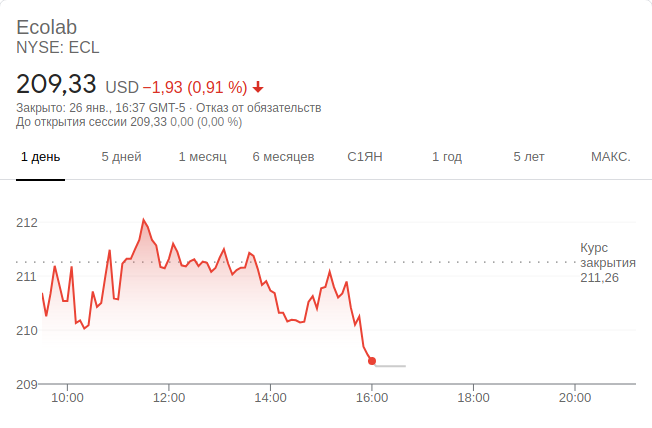 Ecolab
NYSE: ECL
209,33 USD −1,93 (0,91 %)
Закрыто: 26 янв., 16:37 GMT-5 · Отказ от обязательств
До открытия сессии 209,33 0,00 (0,00 %)
1 день 5 дней 1 месяц 6 месяцев С1ЯН 1 год 5 лет МАКС.
212
Курс
закрытия
211,26
211
210
209
10:00 12:00 14:00 16:00 18:00 20:00